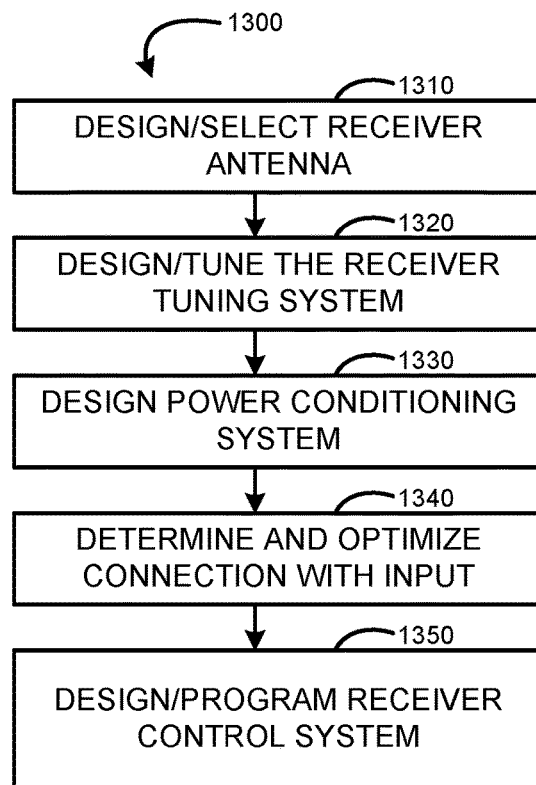 1300
1310
DESIGN/SELECT RECEIVER
ANTENNA
1320
DESIGN/TUNE THE RECEIVER
TUNING SYSTEM
1330
DESIGN POWER CONDITIONING
SYSTEM
1340
DETERMINE AND OPTIMIZE
CONNECTION WITH INPUT
1350
DESIGN/PROGRAM RECEIVER
CONTROL SYSTEM